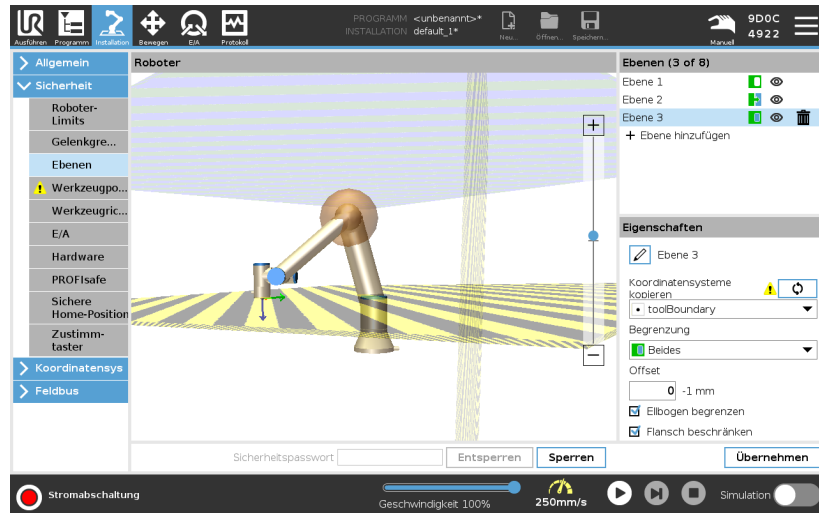 PROGRAMM <unbenannt>*
INSTALLATION default_1*
Ausführen Programm Installation Bewegen E/A Protokoll
Neu... Öffnen... Speichern...
Manuell
9D0C
4922
Allgemein
Sicherheit
Roboter-
Limits
Gelenkgre...
Ebenen
Werkzeugpo...
Werkzeugric...
E/A
Hardware
PROFIsafe
Sichere
Home-Position
Zustimm-
taster
Koordinatensys
Feldbus
Roboter
Ebenen (3 of 8)
Ebene 1
Ebene 2
Ebene 3
+ Ebene hinzufügen
Eigenschaften
Ebene 3
Koordinatensysteme
kopieren
toolBoundary
Begrenzung
Beides
Offset
0 -1 mm
Ellbogen begrenzen
Flansch beschränken
Sicherheitspasswort Entsperren Sperren Übernehmen
Stromabschaltung
Geschwindigkeit 100%
250mm/s
Simulation